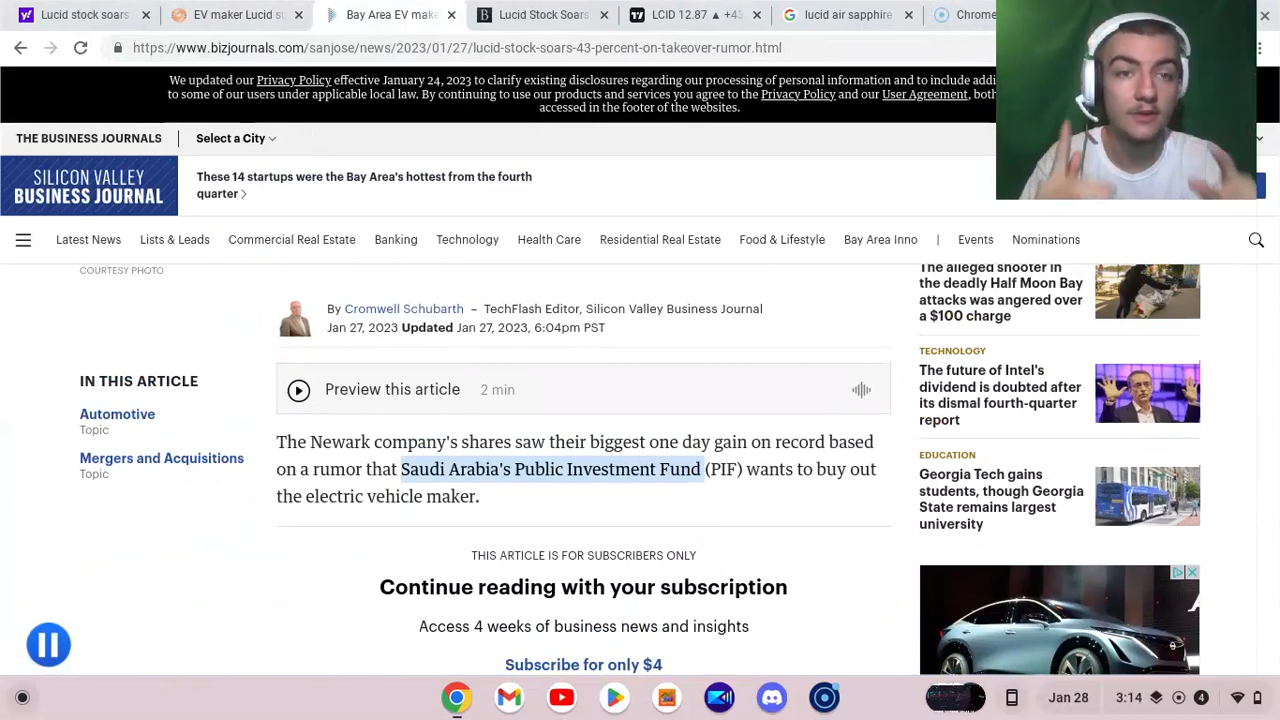 Lucid stock soars
EV maker Lucid su
Bay Area EV make
Lucid Stock Soars
LCID 12.87 ▲ +43
lucid air sapphire
Chrome
https://www.bizjournals.com/sanjose/news/2023/01/27/lucid-stock-soars-43-percent-on-takeover-rumor.html
We updated our Privacy Policy effective January 24, 2023 to clarify existing disclosures regarding our processing of personal information and to include addi
to some of our users under applicable local law. By continuing to use our products and services you agree to the Privacy Policy and our User Agreement, both
accessed in the footer of the websites.
THE BUSINESS JOURNALS
Select a City
SILICON VALLEY
BUSINESS JOURNAL
These 14 startups were the Bay Area's hottest from the fourth
quarter >
Latest News
Lists & Leads
Commercial Real Estate
Banking
Technology
Health Care
Residential Real Estate
Food & Lifestyle
Bay Area Inno
Events
Nominations
COURTESY PHOTO
By Cromwell Schubarth – TechFlash Editor, Silicon Valley Business Journal
Jan 27, 2023 Updated Jan 27, 2023, 6:04pm PST
IN THIS ARTICLE
Automotive
Topic
Mergers and Acquisitions
Topic
Preview this article 2 min
The Newark company's shares saw their biggest one day gain on record based
on a rumor that Saudi Arabia's Public Investment Fund (PIF) wants to buy out
the electric vehicle maker.
THIS ARTICLE IS FOR SUBSCRIBERS ONLY
Continue reading with your subscription
Access 4 weeks of business news and insights
Subscribe for only $4
The alleged shooter in
the deadly Half Moon Bay
attacks was angered over
a $100 charge
TECHNOLOGY
The future of Intel's
dividend is doubted after
its dismal fourth-quarter
report
EDUCATION
Georgia Tech gains
students, though Georgia
State remains largest
university
Jan 28
3:14
4